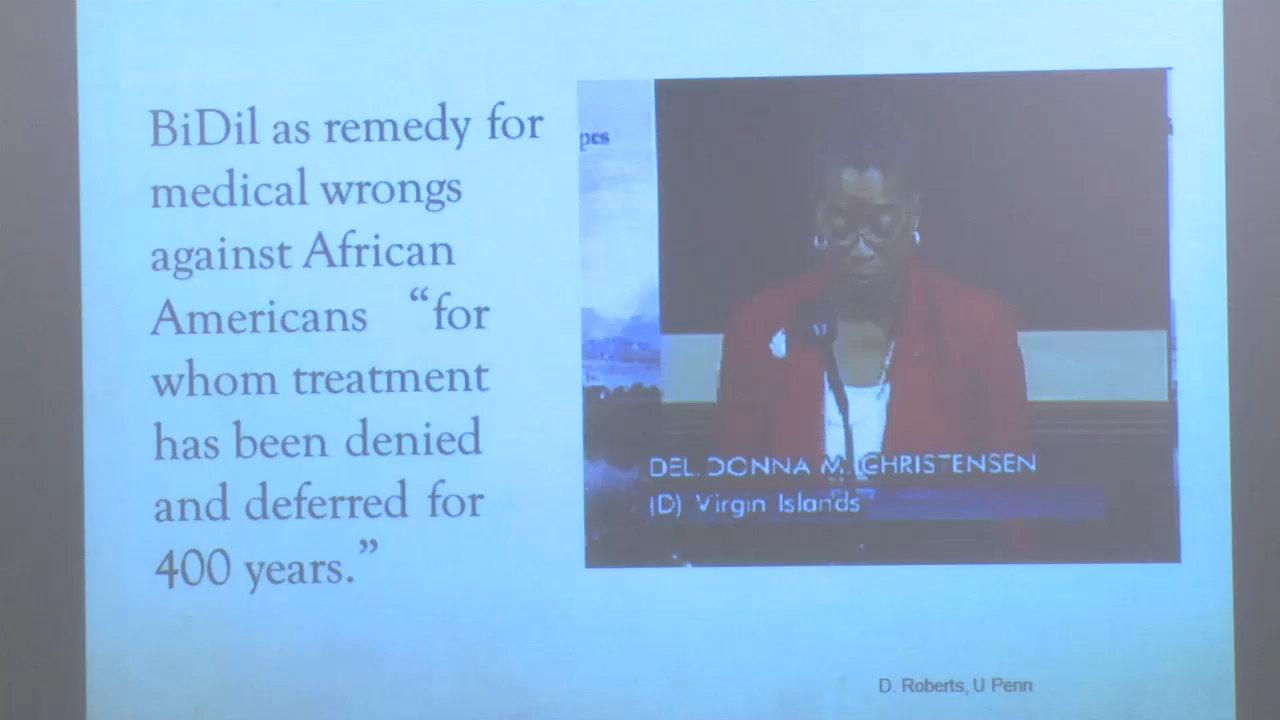 BiDil as remedy for
medical wrongs
against African
Americans “for
whom treatment
has been denied
and deferred for
400 years.”
pes
DEL. DONNA M. CHRISTENSEN
(D) Virgin Islands
D. Roberts, U Penn